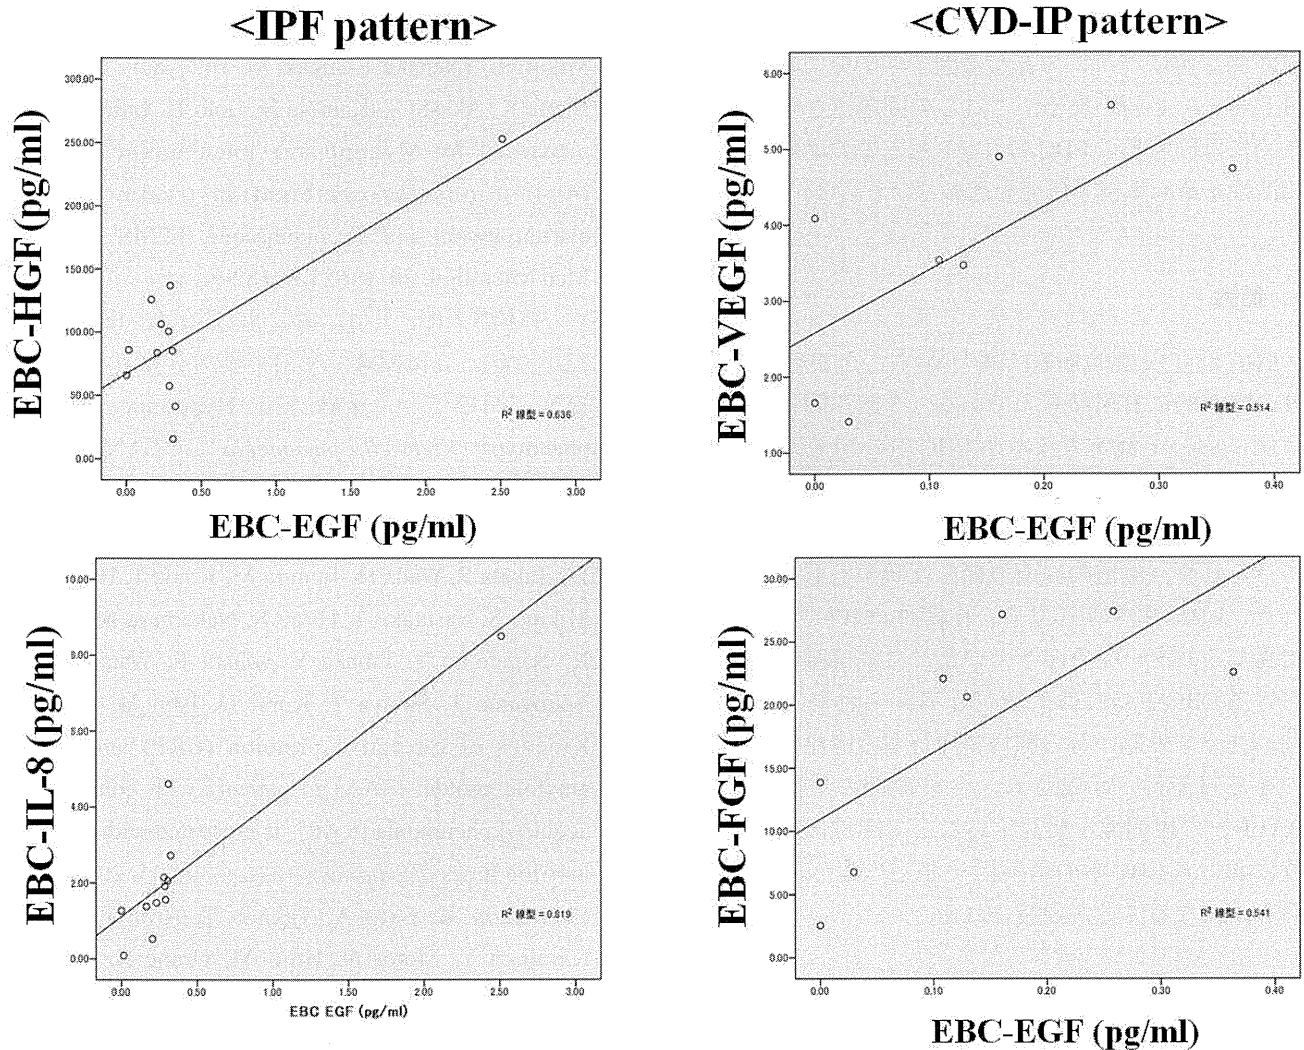 <IPF pattern>
EBC-HGF (pg/ml)
300.00
250.00
200.00
150.00
100.00
50.00
0.00
R² 線型 = 0.636
0.00 0.50 1.00 1.50 2.00 2.50 3.00
EBC-EGF (pg/ml)
<CVD-IP pattern>
EBC-VEGF (pg/ml)
6.00
5.00
4.00
3.00
2.00
1.00
R² 線型 = 0.514
0.00 0.10 0.20 0.30 0.40
EBC-EGF (pg/ml)
EBC-IL-8 (pg/ml)
10.00
8.00
6.00
4.00
2.00
0.00
R² 線型 = 0.819
0.00 0.50 1.00 1.50 2.00 2.50 3.00
EBC EGF (pg/ml)
EBC-FGF (pg/ml)
30.00
25.00
20.00
15.00
10.00
5.00
0.00
R² 線型 = 0.541
0.00 0.10 0.20 0.30 0.40
EBC-EGF (pg/ml)